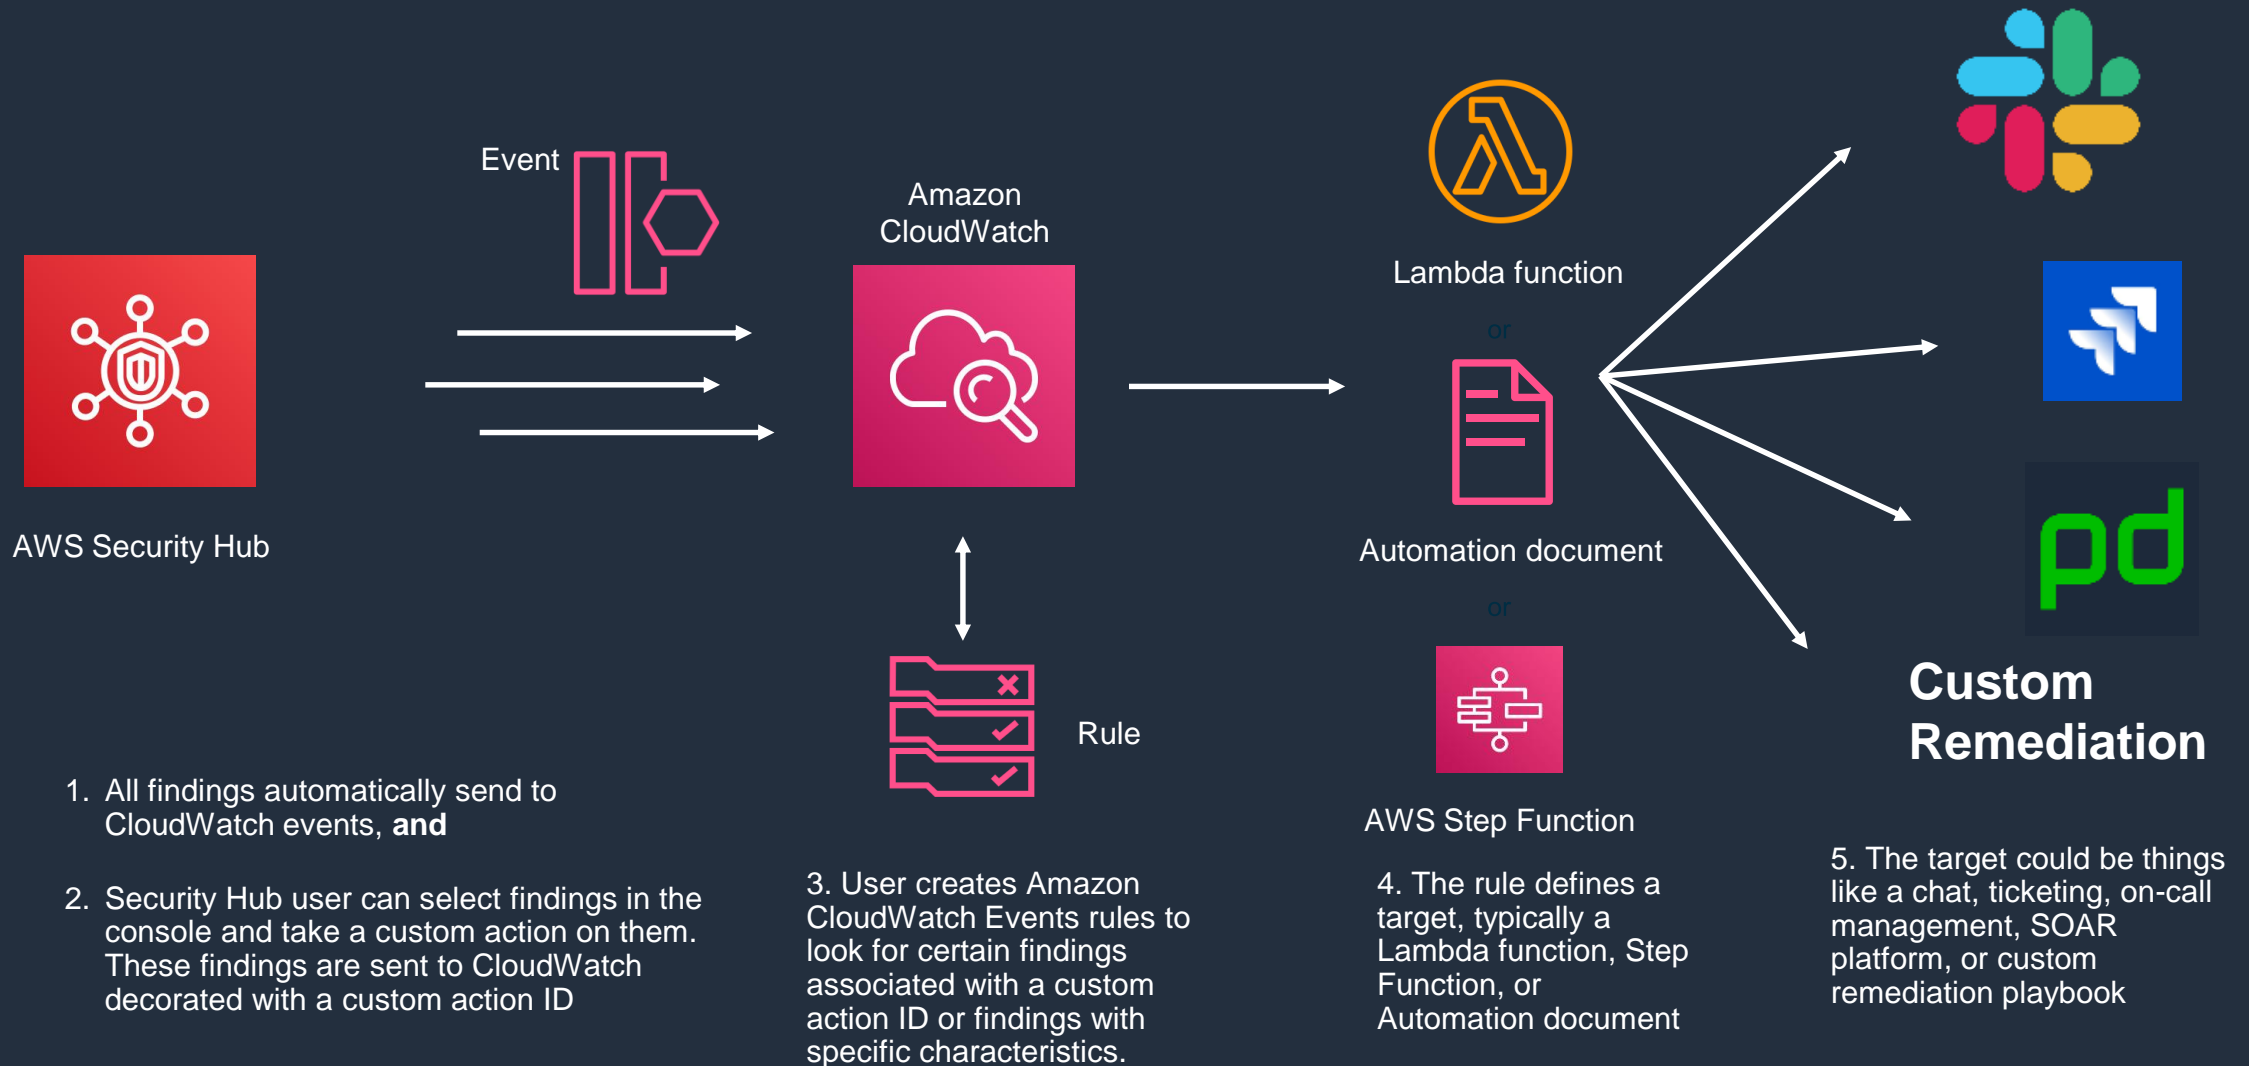 Event
Amazon
CloudWatch
AWS Security Hub
Rule
Lambda function
or
Automation document
or
AWS Step Function
pd
Custom
Remediation
1. All findings automatically send to
CloudWatch events, and
2. Security Hub user can select findings in the
console and take a custom action on them.
These findings are sent to CloudWatch
decorated with a custom action ID
3. User creates Amazon
CloudWatch Events rules to
look for certain findings
associated with a custom
action ID or findings with
specific characteristics.
4. The rule defines a
target, typically a
Lambda function, Step
Function, or
Automation document
5. The target could be things
like a chat, ticketing, on-call
management, SOAR
platform, or custom
remediation playbook